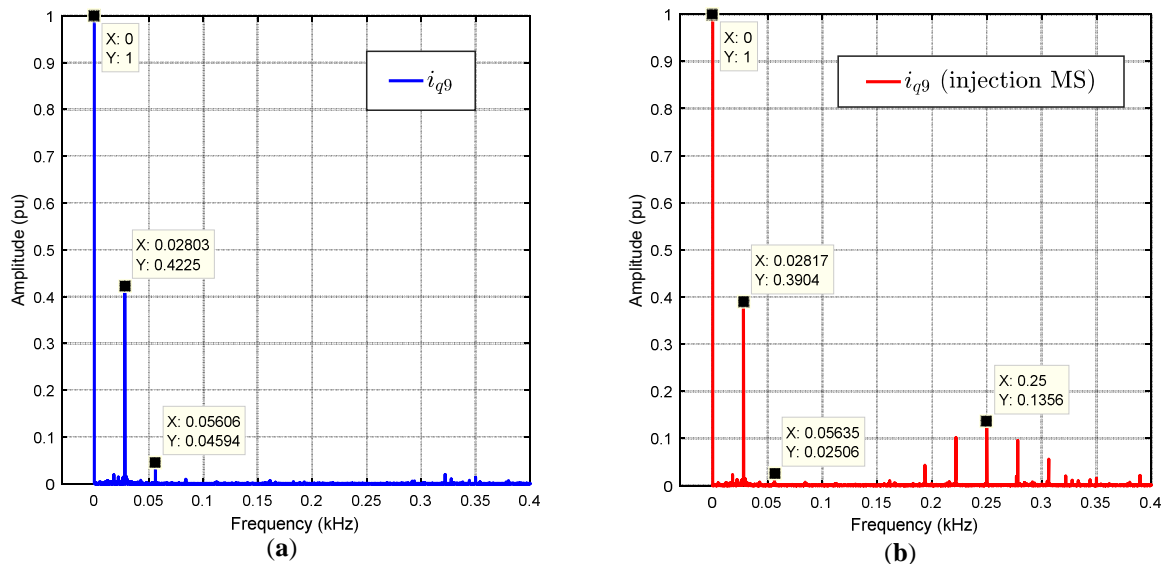 X: 0
Y: 1
i_{q9}
X: 0.02803
Y: 0.4225
X: 0.05606
Y: 0.04594
1
0.9
0.8
0.7
0.6
0.5
0.4
0.3
0.2
0.1
0
Amplitude (pu)
0
0.05
0.1
0.15
0.2
0.25
0.3
0.35
0.4
Frequency (kHz)
(a)
X: 0
Y: 1
i_{q9} (injection MS)
X: 0.02817
Y: 0.3904
X: 0.25
Y: 0.1356
X: 0.05635
Y: 0.02506
1
0.9
0.8
0.7
0.6
0.5
0.4
0.3
0.2
0.1
0
Amplitude (pu)
0
0.05
0.1
0.15
0.2
0.25
0.3
0.35
0.4
Frequency (kHz)
(b)